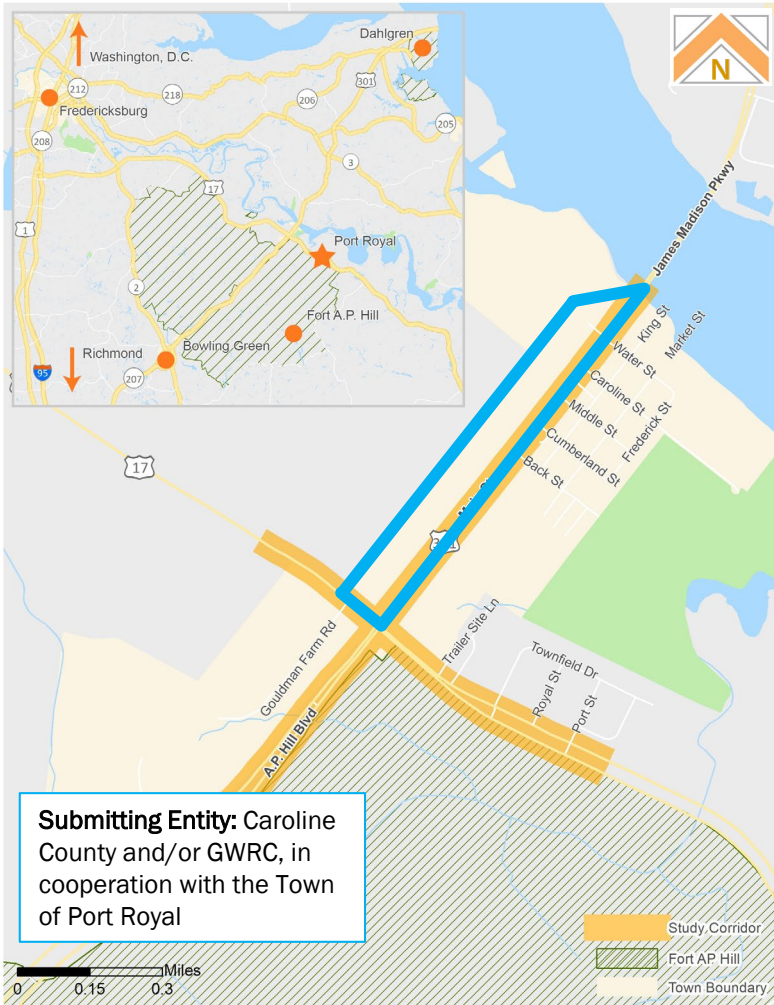 Washington, D.C.
Dahlgren
301
212
218
206
Fredericksburg
205
208
3
17
1
Port Royal
2
Fort A.P. Hill
Richmond
Bowling Green
95
207
N
James Madison Pkwy
King St
Market St
Water St
Caroline St
Middle St
Frederick St
Cumberland St
Back St
17
Gouldman Farm Rd
Trailer Site Ln
Townfield Dr
Royal St
Port St
A.P. Hill Blvd
Submitting Entity: Caroline
County and/or GWRC, in
cooperation with the Town
of Port Royal
Study Corridor
Fort AP Hill
Town Boundary
Miles
0 0.15 0.3